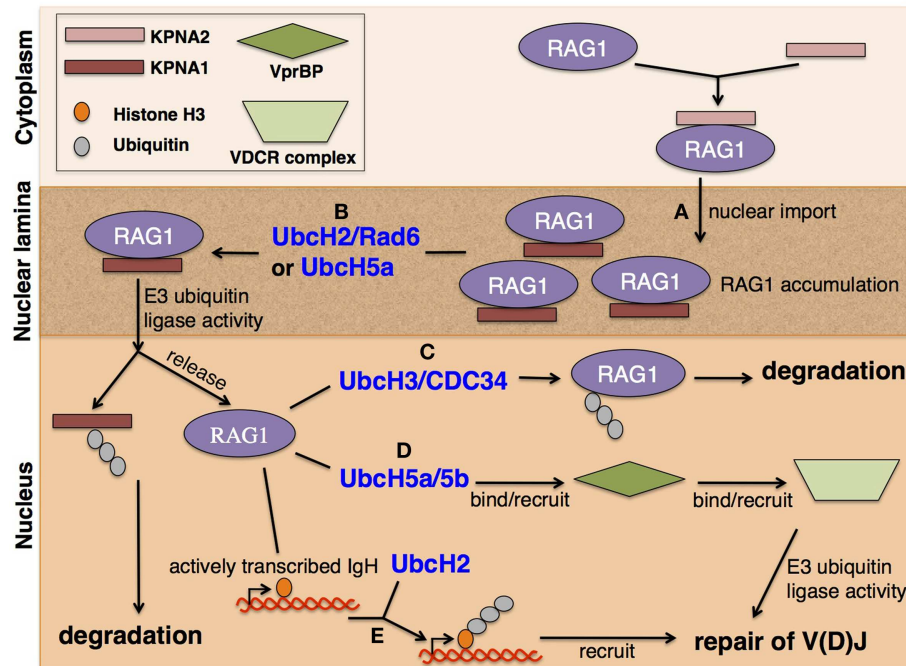 Cytoplasm
KPNA2
KPNA1
VprBP
Histone H3
Ubiquitin
VDCR complex
RAG1
RAG1
Nuclear lamina
A
nuclear import
RAG1
RAG1
RAG1
RAG1 accumulation
B
UbcH2/Rad6
or UbcH5a
RAG1
E3 ubiquitin
ligase activity
Nucleus
release
RAG1
C
UbcH3/CDC34
RAG1
degradation
D
UbcH5a/5b
bind/recruit
bind/recruit
E3 ubiquitin
ligase activity
actively transcribed IgH
UbcH2
E
recruit
repair of V(D)J
degradation